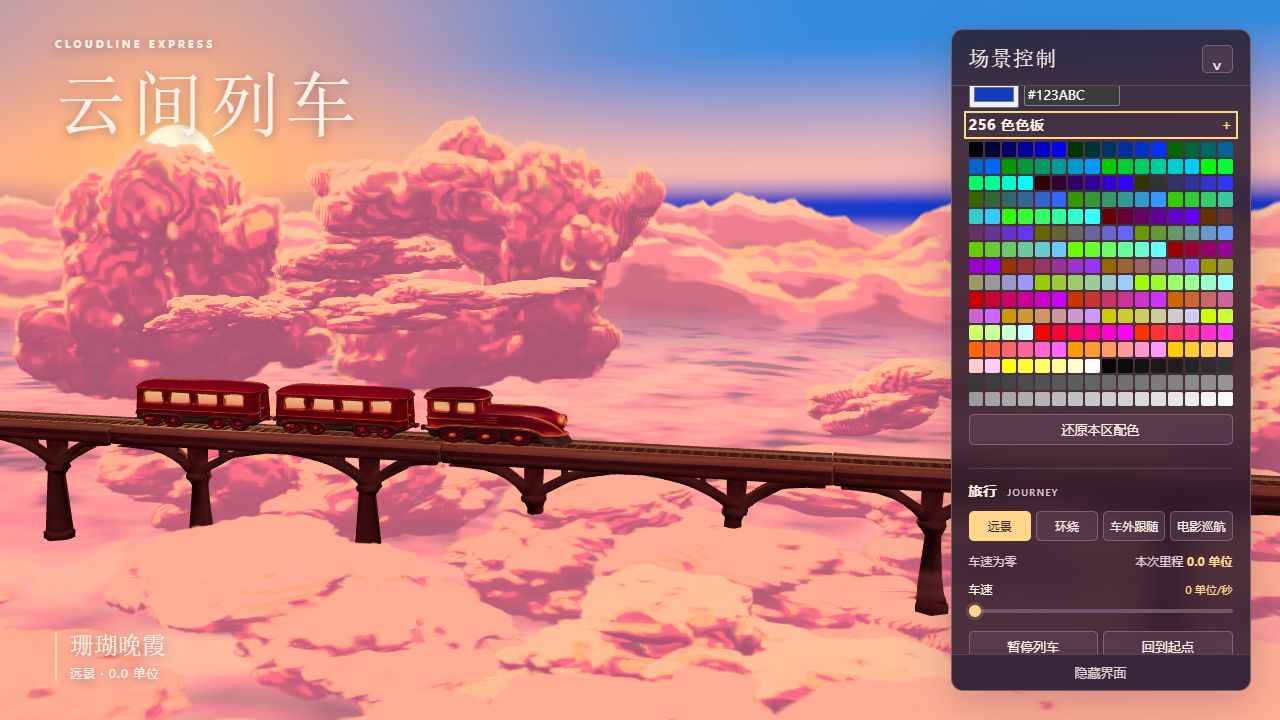 CLOUDLINE EXPRESS
云间列车
场景控制
v
#123ABC
256 色色板 +
还原本区配色
旅行 JOURNEY
远景 环绕 车外跟随 电影巡航
车速为零 本次里程 0.0 单位
车速 0 单位/秒
暂停列车 回到起点
隐藏界面
珊瑚晚霞
远景 · 0.0 单位